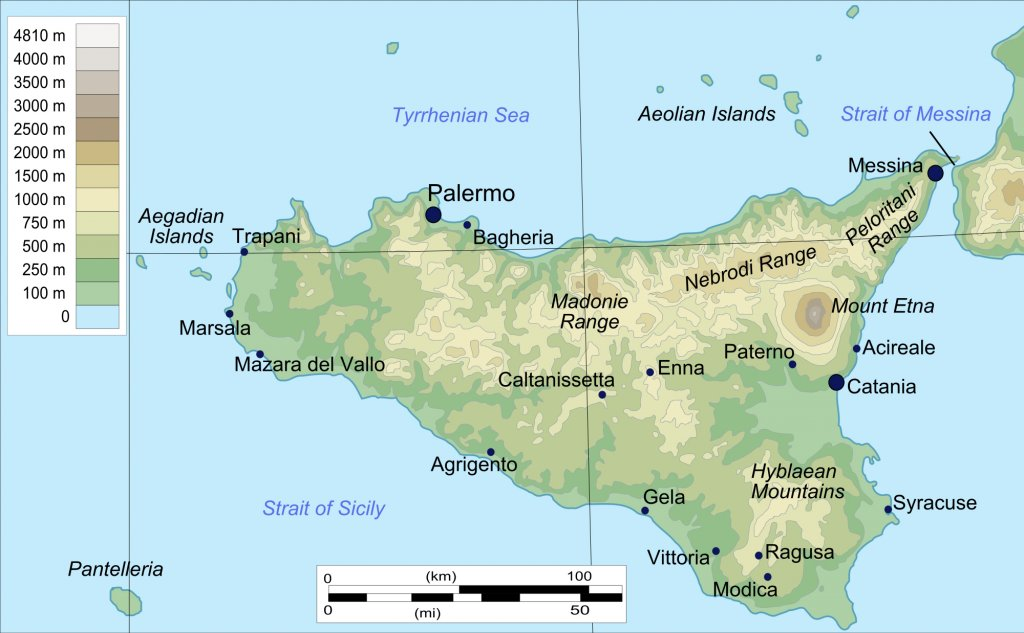 4810 m
4000 m
3500 m
3000 m
2500 m
2000 m
1500 m
1000 m
750 m
500 m
250 m
100 m
0
Tyrrhenian Sea
Aeolian Islands
Strait of Messina
Messina
Palermo
Bagheria
Aegadian
Islands
Trapani
Peloritani
Range
Nebrodi Range
Madonie
Range
Mount Etna
Marsala
Mazara del Vallo
Paterno
Acireale
Enna
Caltanissetta
Catania
Agrigento
Hyblaean
Mountains
Gela
Syracuse
Strait of Sicily
Vittoria
Ragusa
Modica
Pantelleria
0 (km) 100
0 (mi) 50